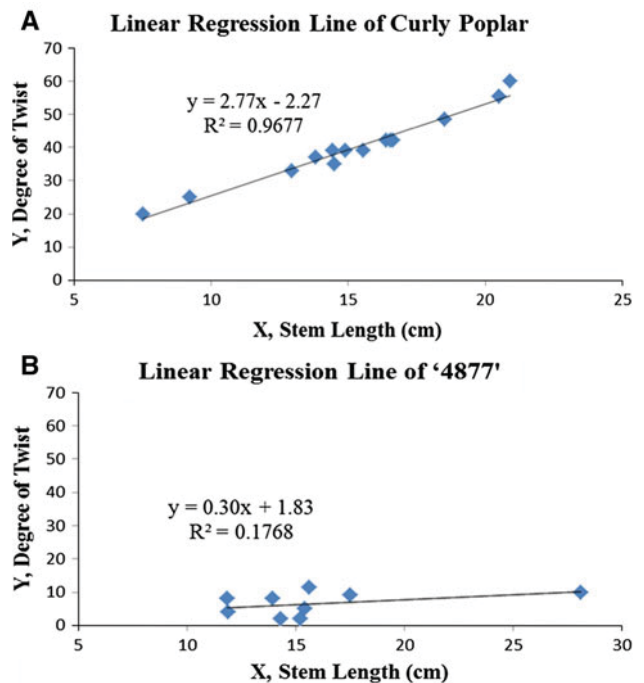 A
Linear Regression Line of Curly Poplar
70
60
50
40
30
20
10
0
Y, Degree of Twist
y = 2.77x - 2.27
R² = 0.9677
5 10 15 20 25
X, Stem Length (cm)
B
Linear Regression Line of ‘4877'
70
60
50
40
30
20
10
0
Y, Degree of Twist
y = 0.30x + 1.83
R² = 0.1768
5 10 15 20 25 30
X, Stem Length (cm)